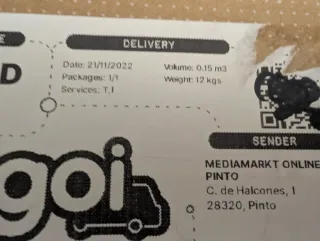 DELIVERY
Date: 21/11/2022
Volume: 0.15 m3
Packages: 1/1
Weight: 12 kgs
Services: T,I
D
SENDER
goi
MEDIAMARKT ONLINE
PINTO
C. de Halcones, 1
28320, Pinto